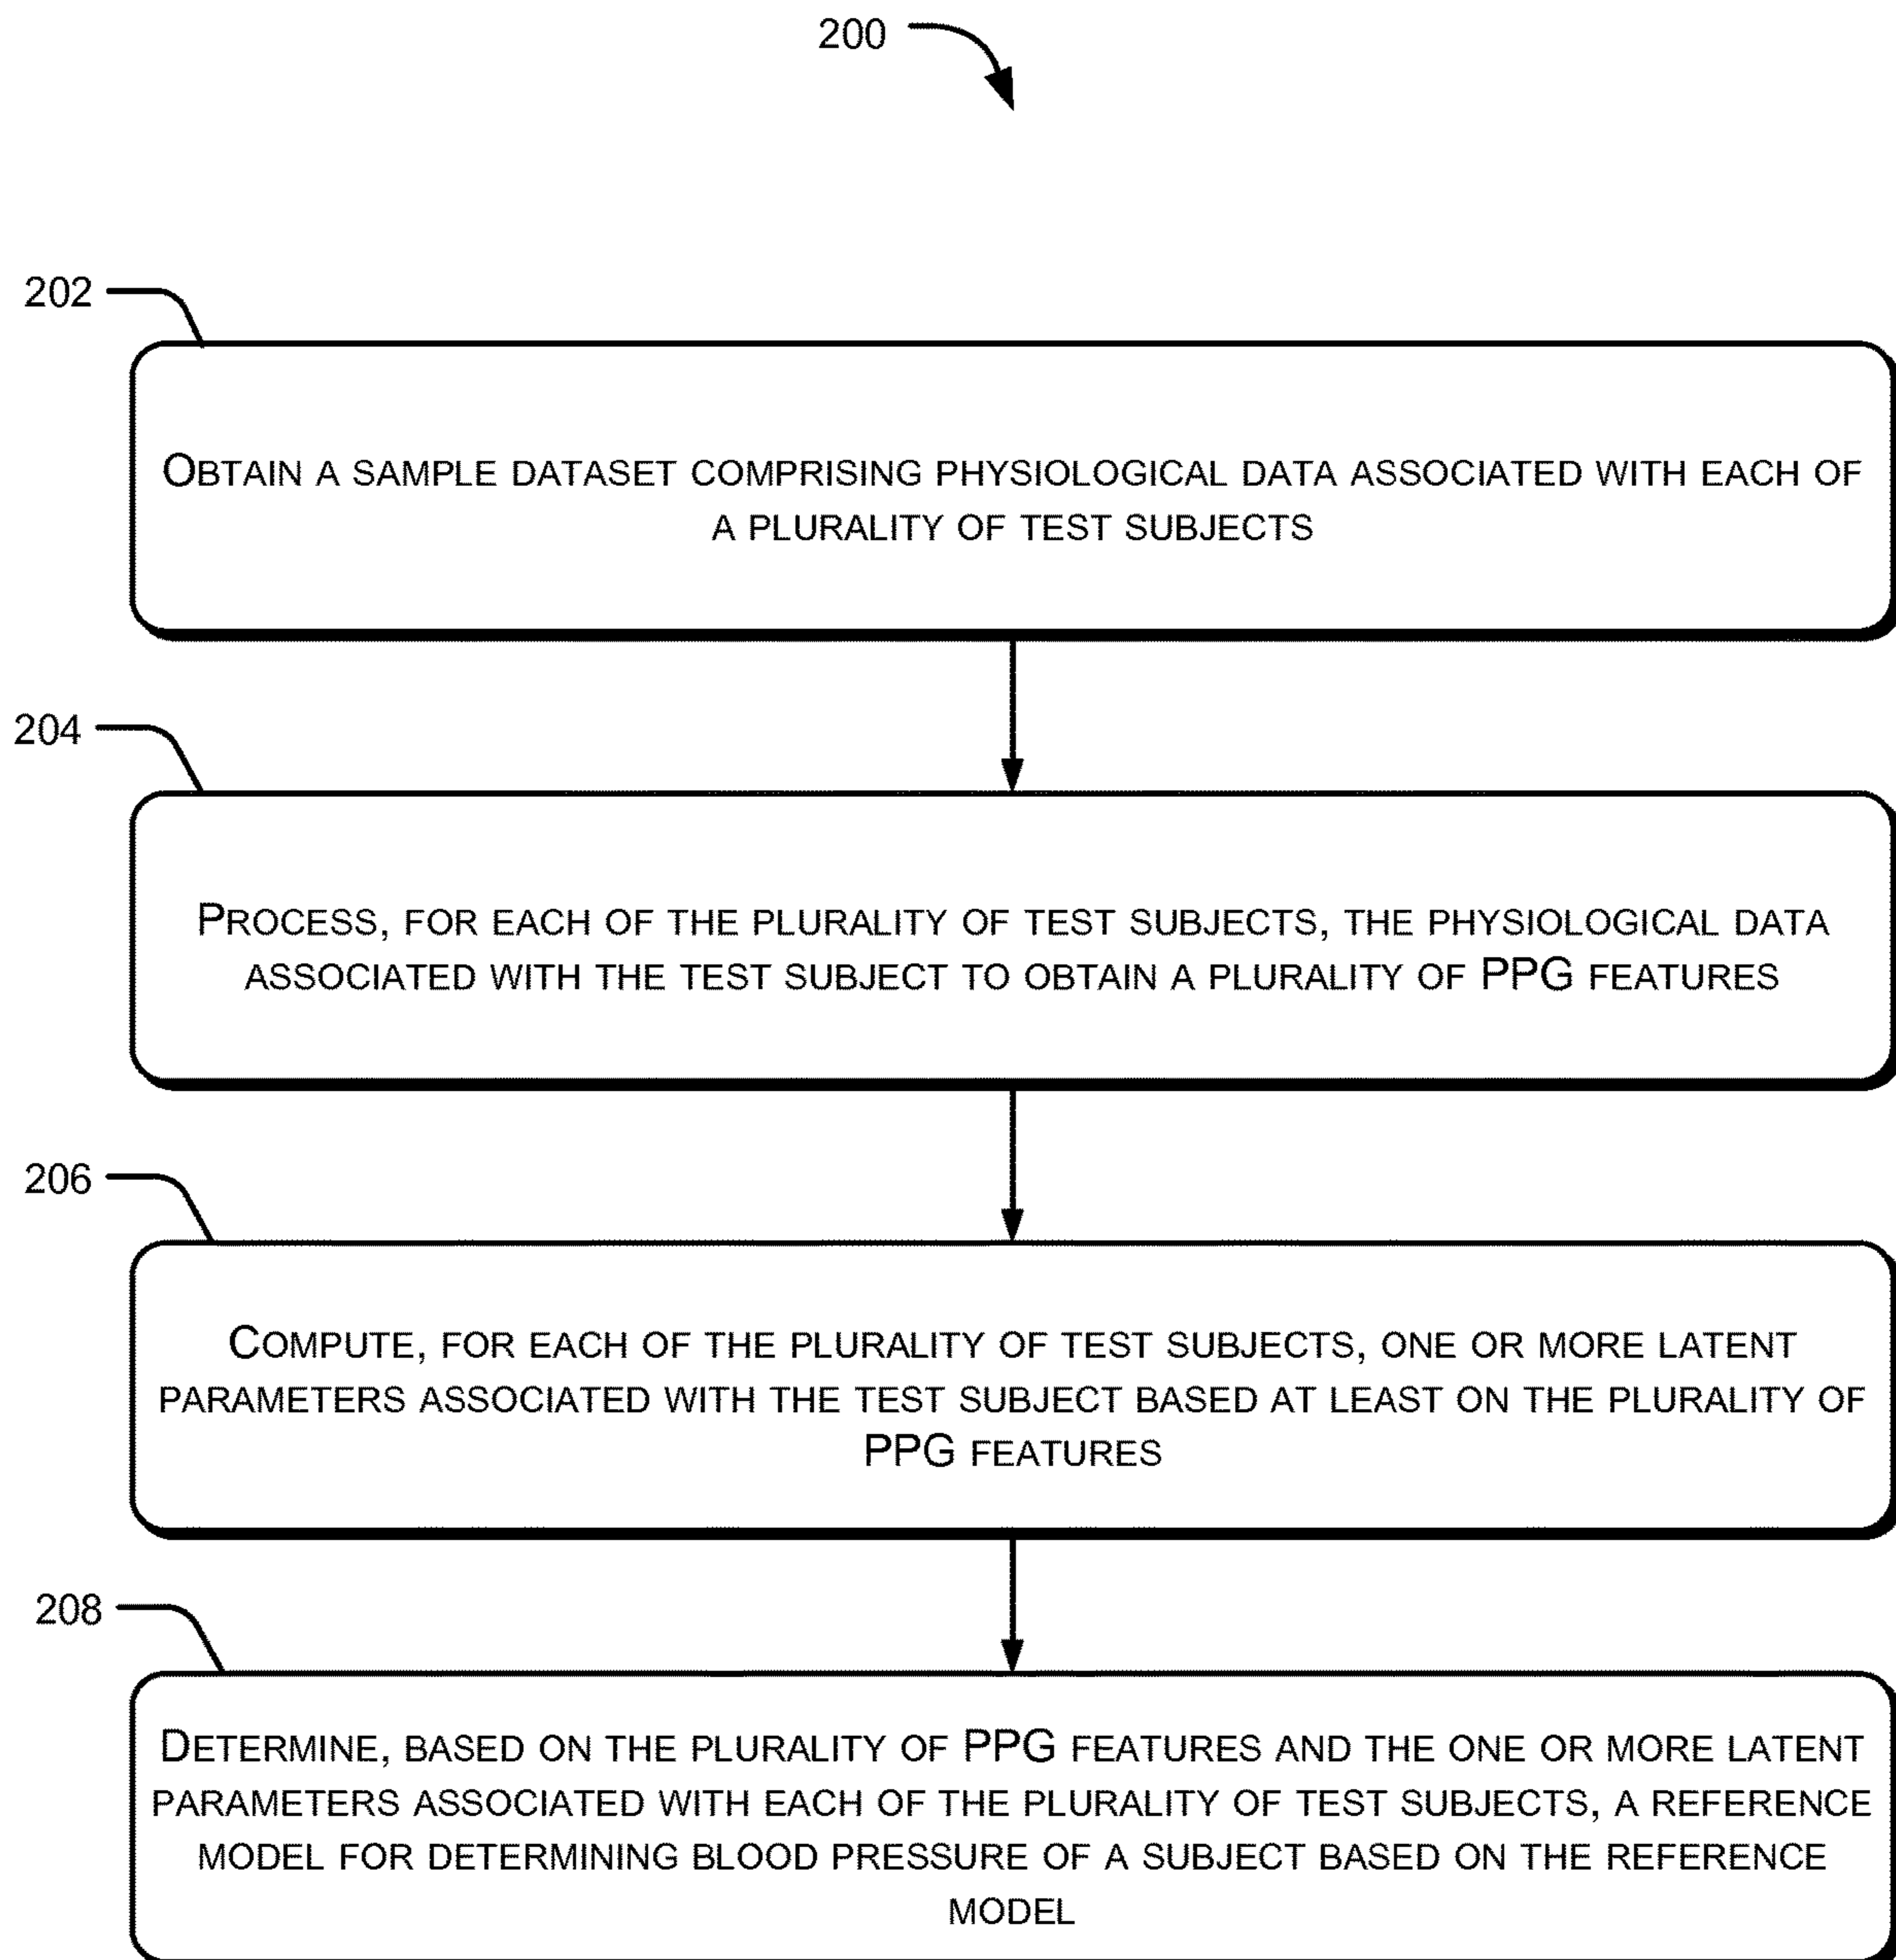 200
202
OBTAIN A SAMPLE DATASET COMPRISING PHYSIOLOGICAL DATA ASSOCIATED WITH EACH OF
A PLURALITY OF TEST SUBJECTS
204
PROCESS, FOR EACH OF THE PLURALITY OF TEST SUBJECTS, THE PHYSIOLOGICAL DATA
ASSOCIATED WITH THE TEST SUBJECT TO OBTAIN A PLURALITY OF PPG FEATURES
206
COMPUTE, FOR EACH OF THE PLURALITY OF TEST SUBJECTS, ONE OR MORE LATENT
PARAMETERS ASSOCIATED WITH THE TEST SUBJECT BASED AT LEAST ON THE PLURALITY OF
PPG FEATURES
208
DETERMINE, BASED ON THE PLURALITY OF PPG FEATURES AND THE ONE OR MORE LATENT
PARAMETERS ASSOCIATED WITH EACH OF THE PLURALITY OF TEST SUBJECTS, A REFERENCE
MODEL FOR DETERMINING BLOOD PRESSURE OF A SUBJECT BASED ON THE REFERENCE
MODEL